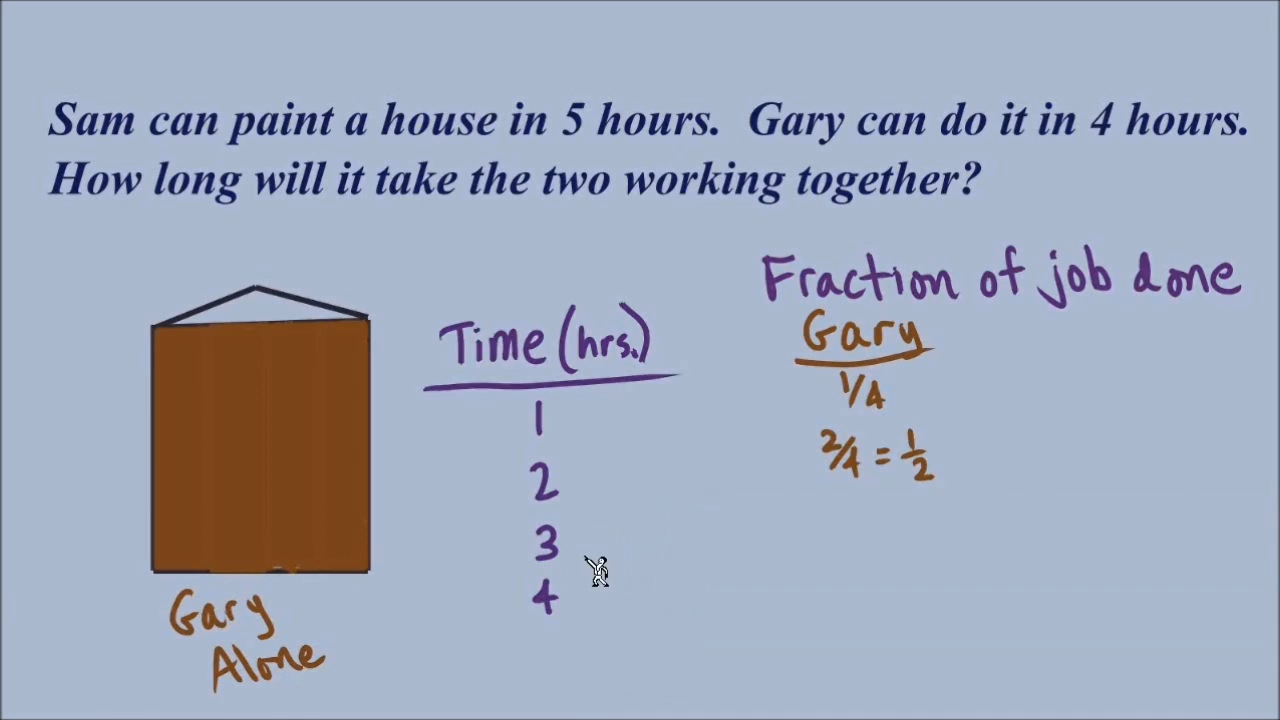 Sam can paint a house in 5 hours. Gary can do it in 4 hours.
How long will it take the two working together?
Fraction of job done
Time (hrs.)
Gary
1
1/4
2
2/4 = 1/2
3
4
Gary
Alone